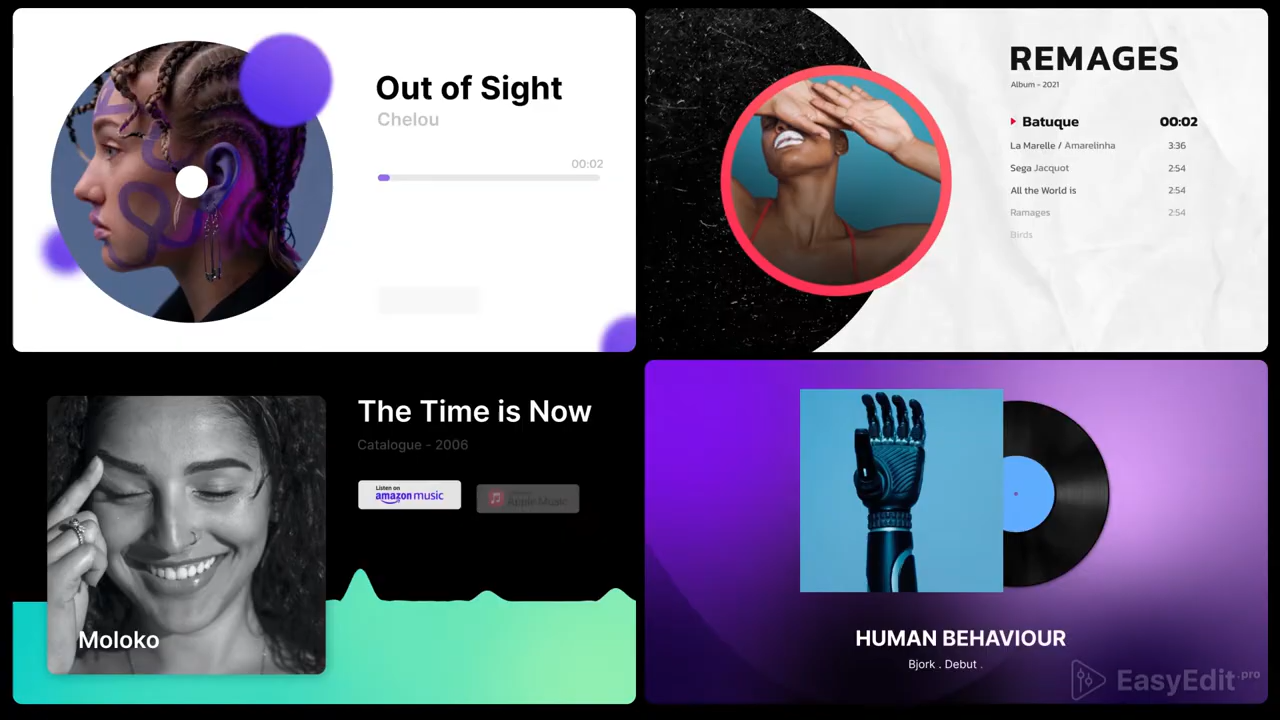 Out of Sight
Chelou
00:02
REMAGES
Album - 2021
Batuque 00:02
La Marelle / Amarelinha 3:36
Sega Jacquot 2:54
All the World is 2:54
Ramages 2:54
Birds
The Time is Now
Catalogue - 2006
Listen on
amazon music
Apple Music
Moloko
HUMAN BEHAVIOUR
Bjork . Debut .
EasyEdit.pro